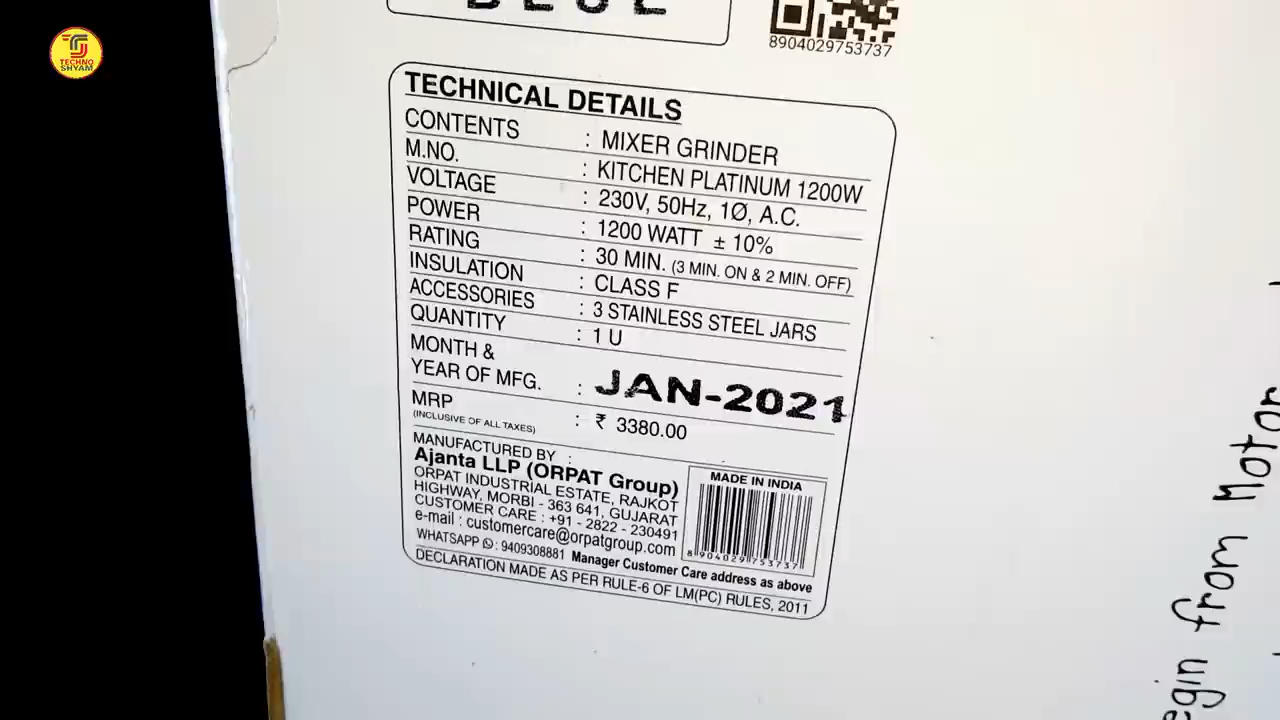 TECHNO
SHYAM
BLUE
8904029753737
TECHNICAL DETAILS
CONTENTS : MIXER GRINDER
M.NO. : KITCHEN PLATINUM 1200W
VOLTAGE : 230V, 50Hz, 1Ø, A.C.
POWER : 1200 WATT ± 10%
RATING : 30 MIN. (3 MIN. ON & 2 MIN. OFF)
INSULATION : CLASS F
ACCESSORIES : 3 STAINLESS STEEL JARS
QUANTITY : 1 U
MONTH &
YEAR OF MFG. : JAN-2021
MRP : ₹ 3380.00
(INCLUSIVE OF ALL TAXES)
MANUFACTURED BY :
Ajanta LLP (ORPAT Group)
ORPAT INDUSTRIAL ESTATE, RAJKOT
HIGHWAY, MORBI - 363 641, GUJARAT
CUSTOMER CARE : +91 - 2822 - 230491
e-mail : customercare@orpatgroup.com
MADE IN INDIA
8904029753737
WHATSAPP : 9409308881 Manager Customer Care address as above
DECLARATION MADE AS PER RULE-6 OF LM(PC) RULES, 2011
from Motor